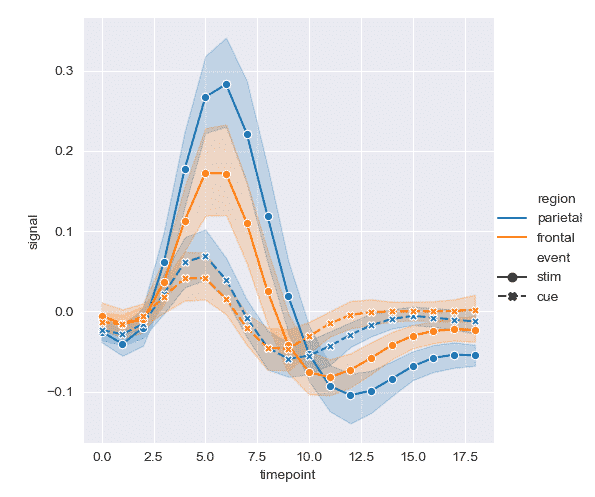 0.3
0.2
0.1
0.0
−0.1
signal
0.0 2.5 5.0 7.5 10.0 12.5 15.0 17.5
timepoint
region
parietal
frontal
event
stim
cue